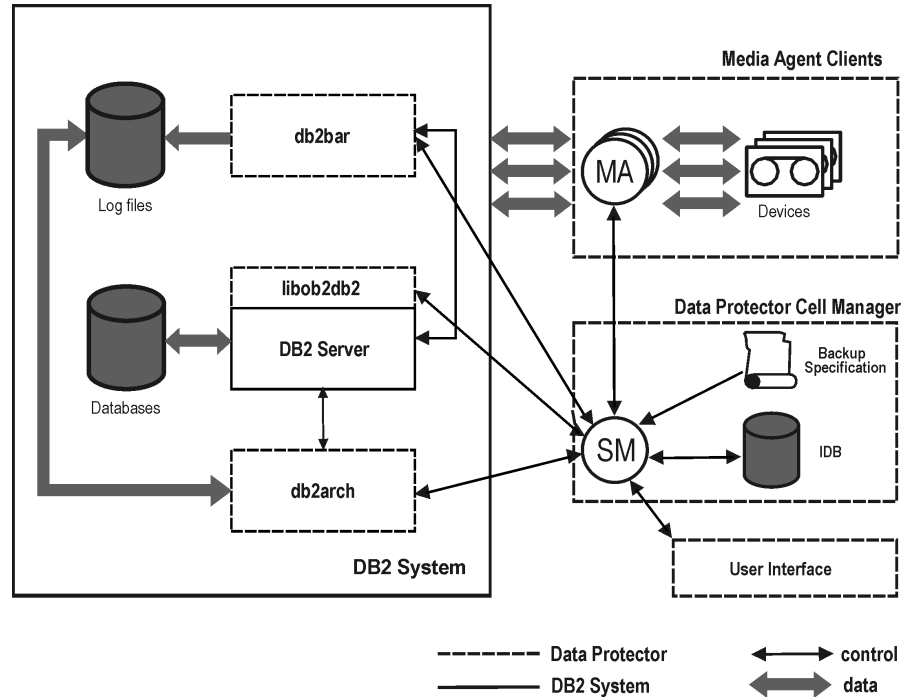 Media Agent Clients
db2bar
MA
Log files
Devices
libob2db2
Data Protector Cell Manager
DB2 Server
Backup
Specification
Databases
SM
IDB
db2arch
DB2 System
User Interface
Data Protector
control
DB2 System
data